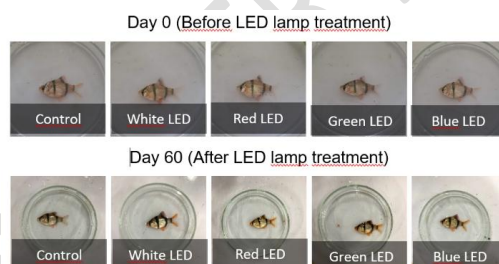 Day 0 (Before LED lamp treatment)
Control White LED Red LED Green LED Blue LED
Day 60 (After LED lamp treatment)
Control White LED Red LED Green LED Blue LED